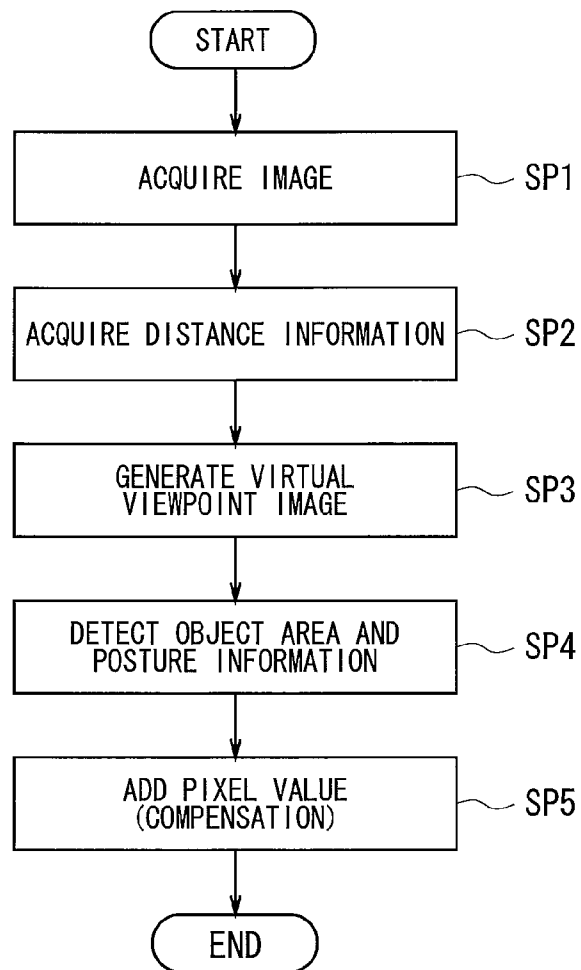 START
ACQUIRE IMAGE
SP1
ACQUIRE DISTANCE INFORMATION
SP2
GENERATE VIRTUAL
VIEWPOINT IMAGE
SP3
DETECT OBJECT AREA AND
POSTURE INFORMATION
SP4
ADD PIXEL VALUE
(COMPENSATION)
SP5
END